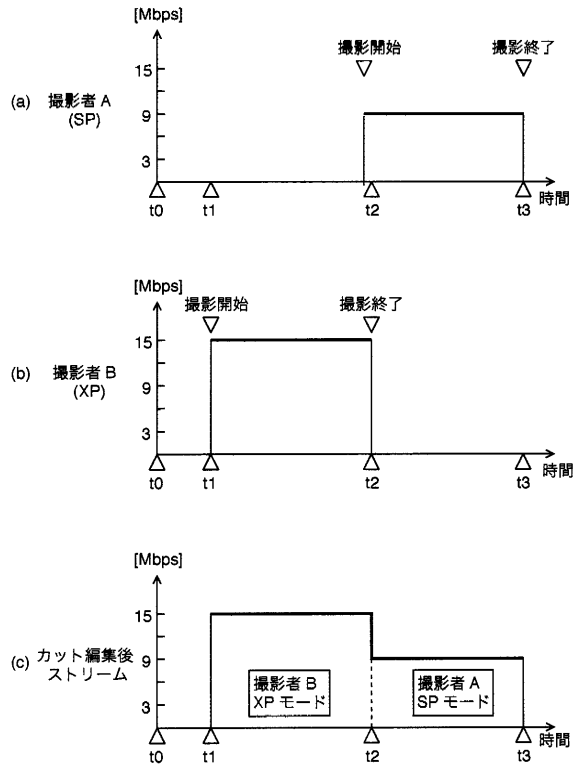 [Mbps]
撮影開始 撮影終了
15
(a) 撮影者 A
(SP)
9
3
t0 t1 t2 t3 時間
[Mbps]
撮影開始 撮影終了
15
(b) 撮影者 B
(XP)
9
3
t0 t1 t2 t3 時間
[Mbps]
15
(c) カット編集後
ストリーム
9
撮影者 B
XP モード
撮影者 A
SP モード
3
t0 t1 t2 t3 時間